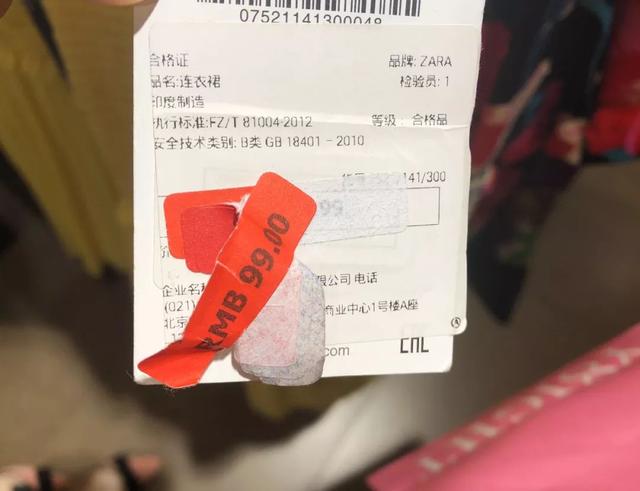 07521141300048
合格证 品牌: ZARA
品名:连衣裙 检验员: 1
印度制造
执行标准:FZ/T 81004-2012 等级: 合格品
安全技术类别: B类 GB 18401 - 2010
141/300
99
RMB 99.00
限公司 电话
企业名称
(021)
商业中心1号楼A座
北京
.com
EAC